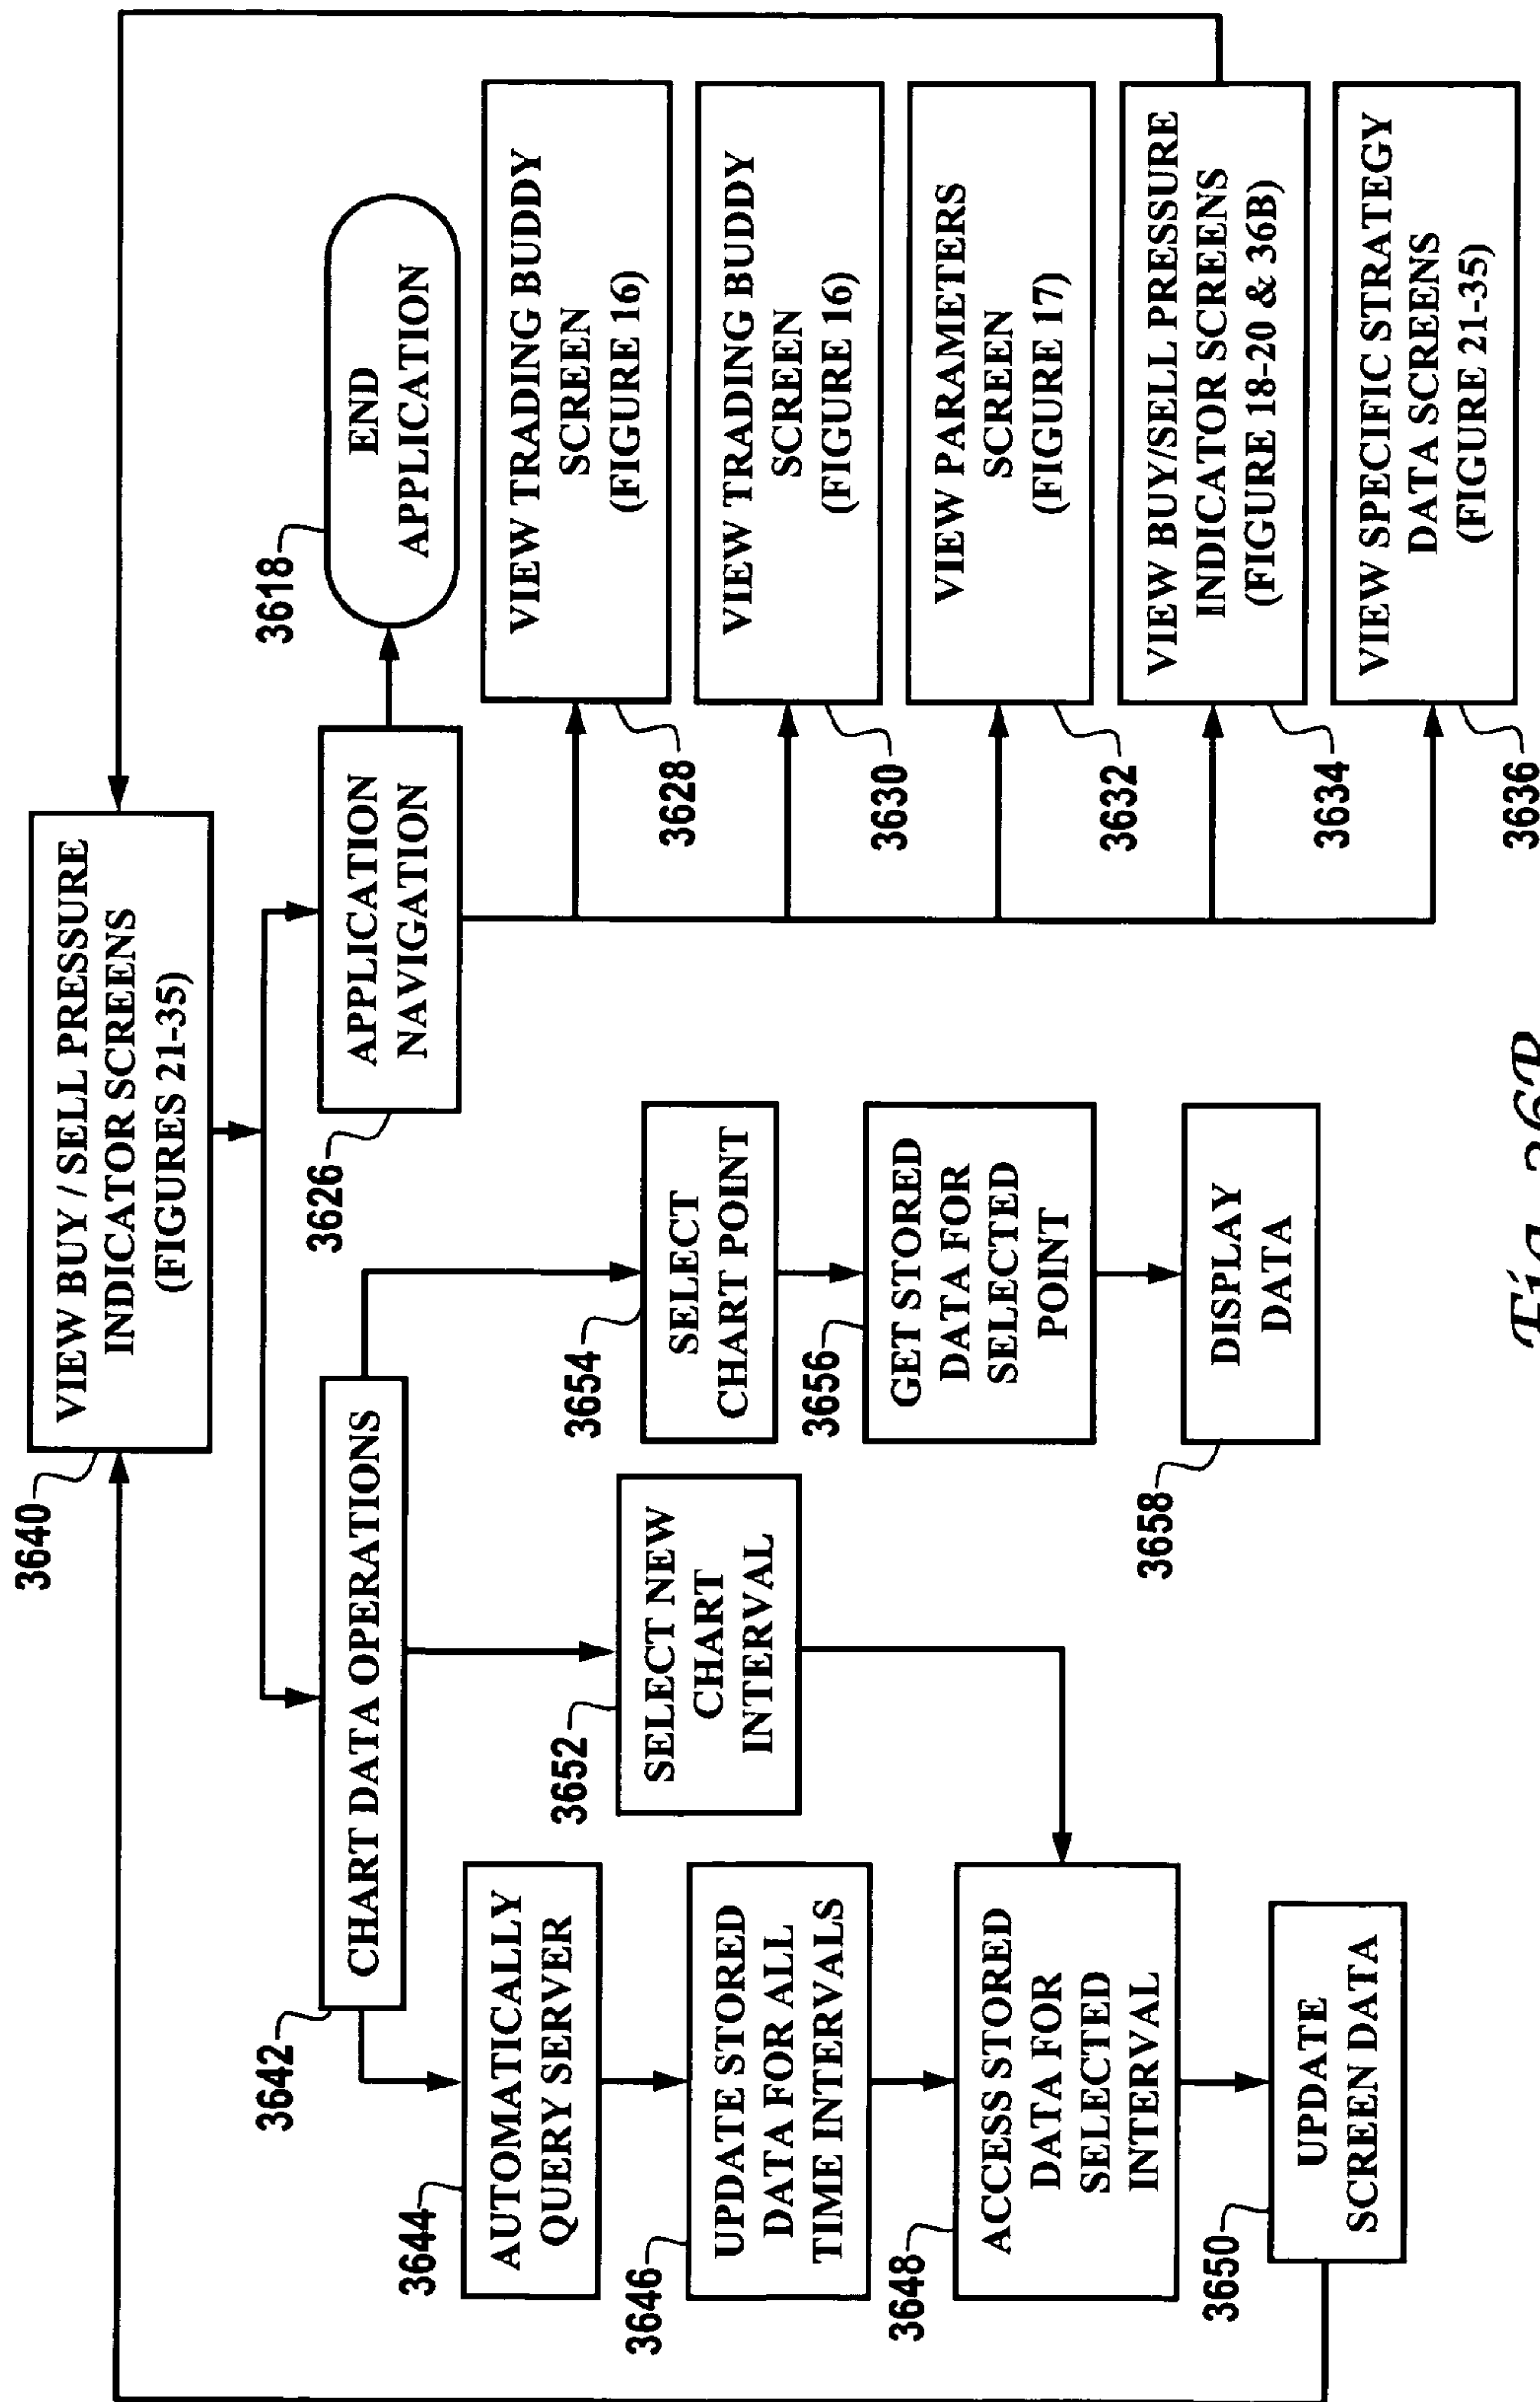 3640
VIEW BUY / SELL PRESSURE
INDICATOR SCREENS
(FIGURES 21-35)
3642
CHART DATA OPERATIONS
3644
AUTOMATICALLY
QUERY SERVER
3646
UPDATE STORED
DATA FOR ALL
TIME INTERVALS
3648
ACCESS STORED
DATA FOR
SELECTED
INTERVAL
3650
UPDATE
SCREEN DATA
3652
SELECT NEW
CHART
INTERVAL
3654
SELECT
CHART POINT
3656
GET STORED
DATA FOR
SELECTED
POINT
3658
DISPLAY
DATA
3626
APPLICATION
NAVIGATION
3618
END
APPLICATION
VIEW TRADING BUDDY
SCREEN
(FIGURE 16)
3628
VIEW TRADING BUDDY
SCREEN
(FIGURE 16)
3630
VIEW PARAMETERS
SCREEN
(FIGURE 17)
3632
VIEW BUY/SELL PRESSURE
INDICATOR SCREENS
(FIGURE 18-20 & 36B)
3634
VIEW SPECIFIC STRATEGY
DATA SCREENS
(FIGURE 21-35)
3636